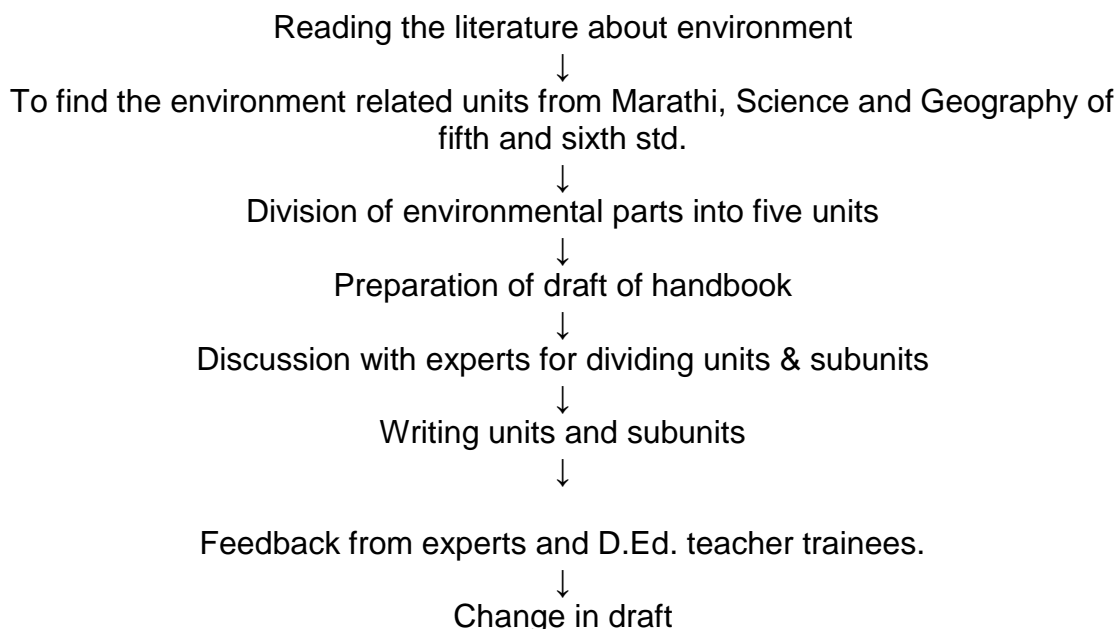 Reading the literature about environment
↓
To find the environment related units from Marathi, Science and Geography of
fifth and sixth std.
↓
Division of environmental parts into five units
↓
Preparation of draft of handbook
↓
Discussion with experts for dividing units & subunits
↓
Writing units and subunits
↓
Feedback from experts and D.Ed. teacher trainees.
↓
Change in draft